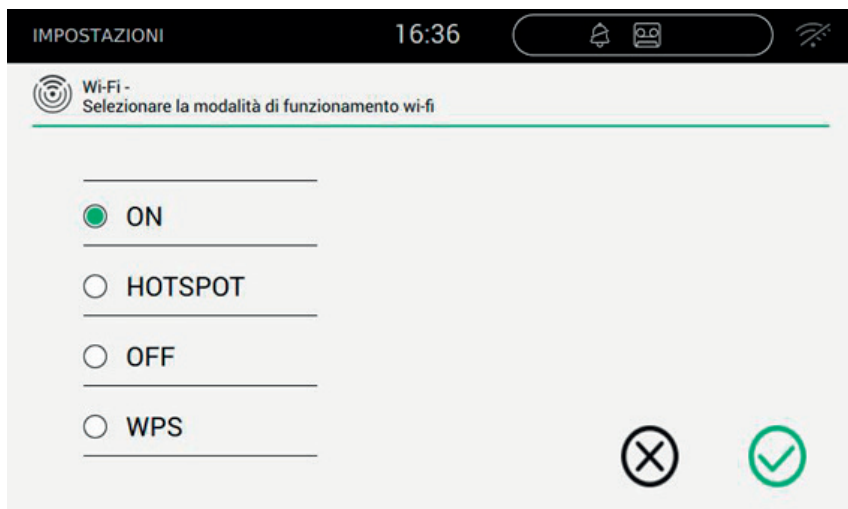 IMPOSTAZIONI 16:36
Wi-Fi -
Selezionare la modalità di funzionamento wi-fi
ON
HOTSPOT
OFF
WPS